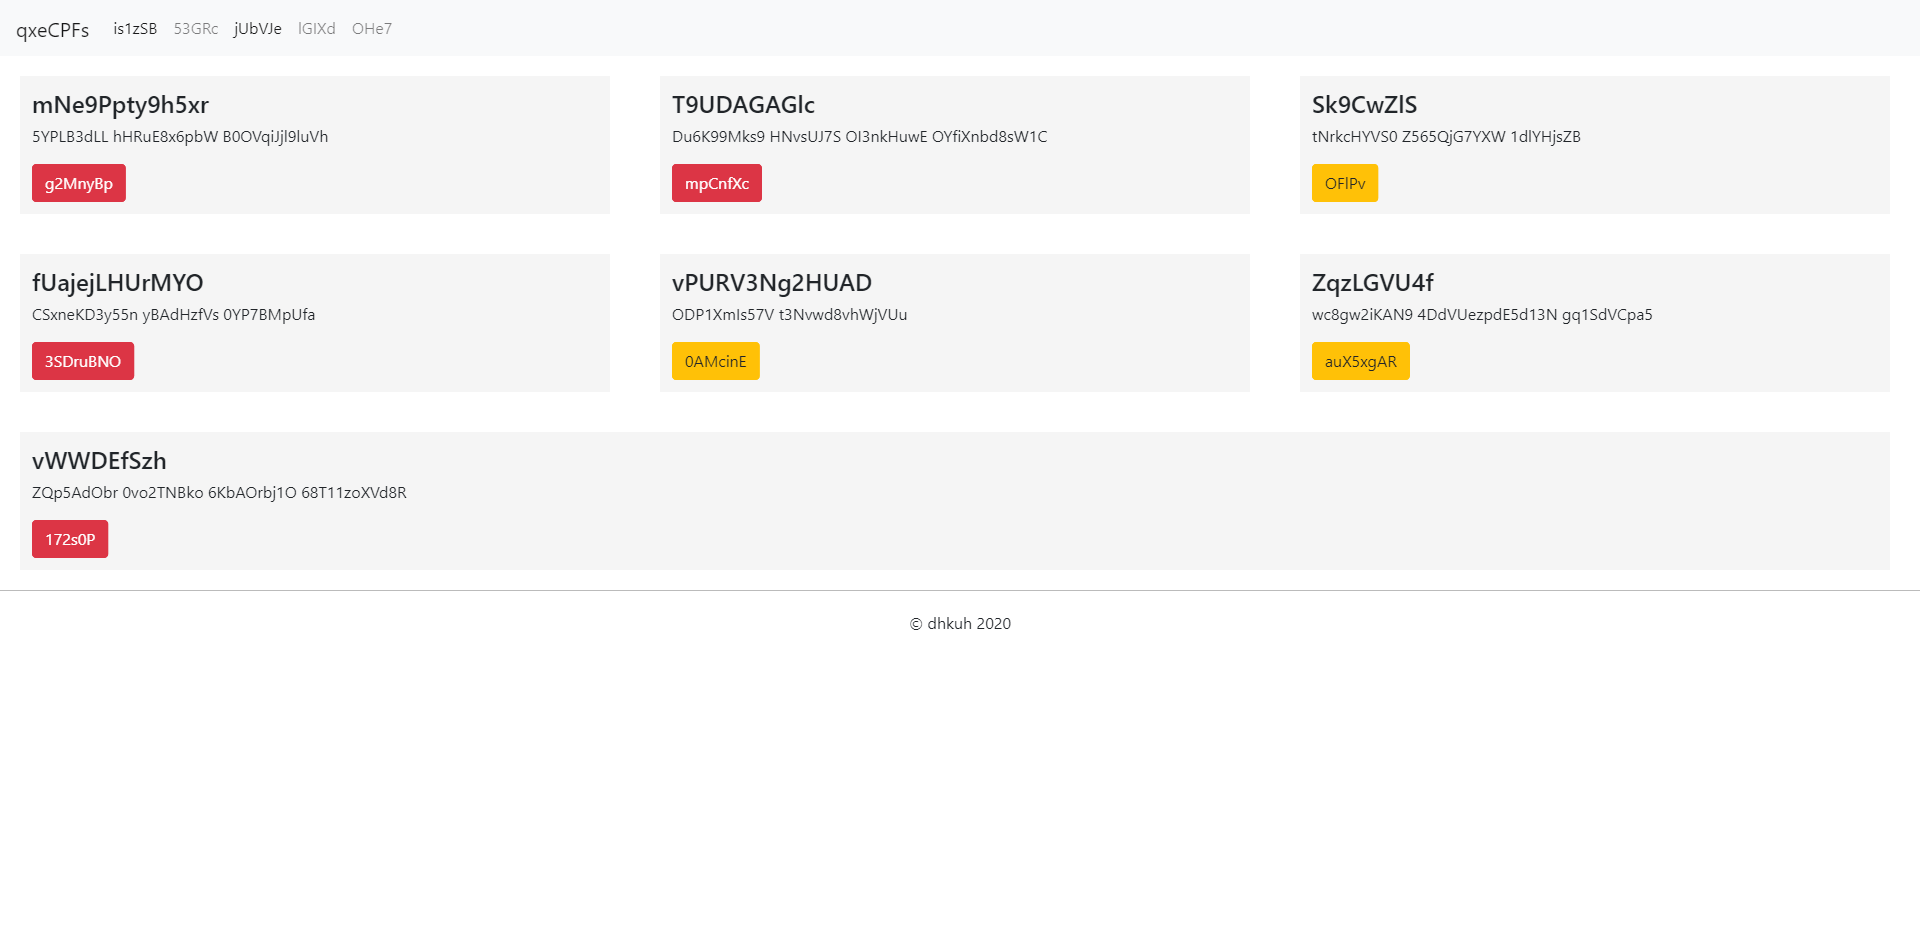 qxeCPFs is1zSB 53GRc jUbVJe lGIXd OHe7
mNe9Ppty9h5xr
5YPLB3dLL hHRuE8x6pbW B0OVqiJjl9luVh
g2MnyBp
T9UDAGAGlc
Du6K99Mks9 HNvsUJ7S OI3nkHuwE OYfiXnbd8sW1C
mpCnfXc
Sk9CwZlS
tNrkcHYVS0 Z565QjG7YXW 1dlYHjsZB
OFlPv
fUajejLHUrMYO
CSxneKD3y55n yBAdHzfVs 0YP7BMpUfa
3SDruBNO
vPURV3Ng2HUAD
ODP1XmIs57V t3Nvwd8vhWjVUu
0AMcinE
ZqzLGVU4f
wc8gw2iKAN9 4DdVUezpdE5d13N gq1SdVCpa5
auX5xgAR
vWWDEfSzh
ZQp5AdObr 0vo2TNBko 6KbAOrbj1O 68T11zoXVd8R
172s0P
© dhkuh 2020